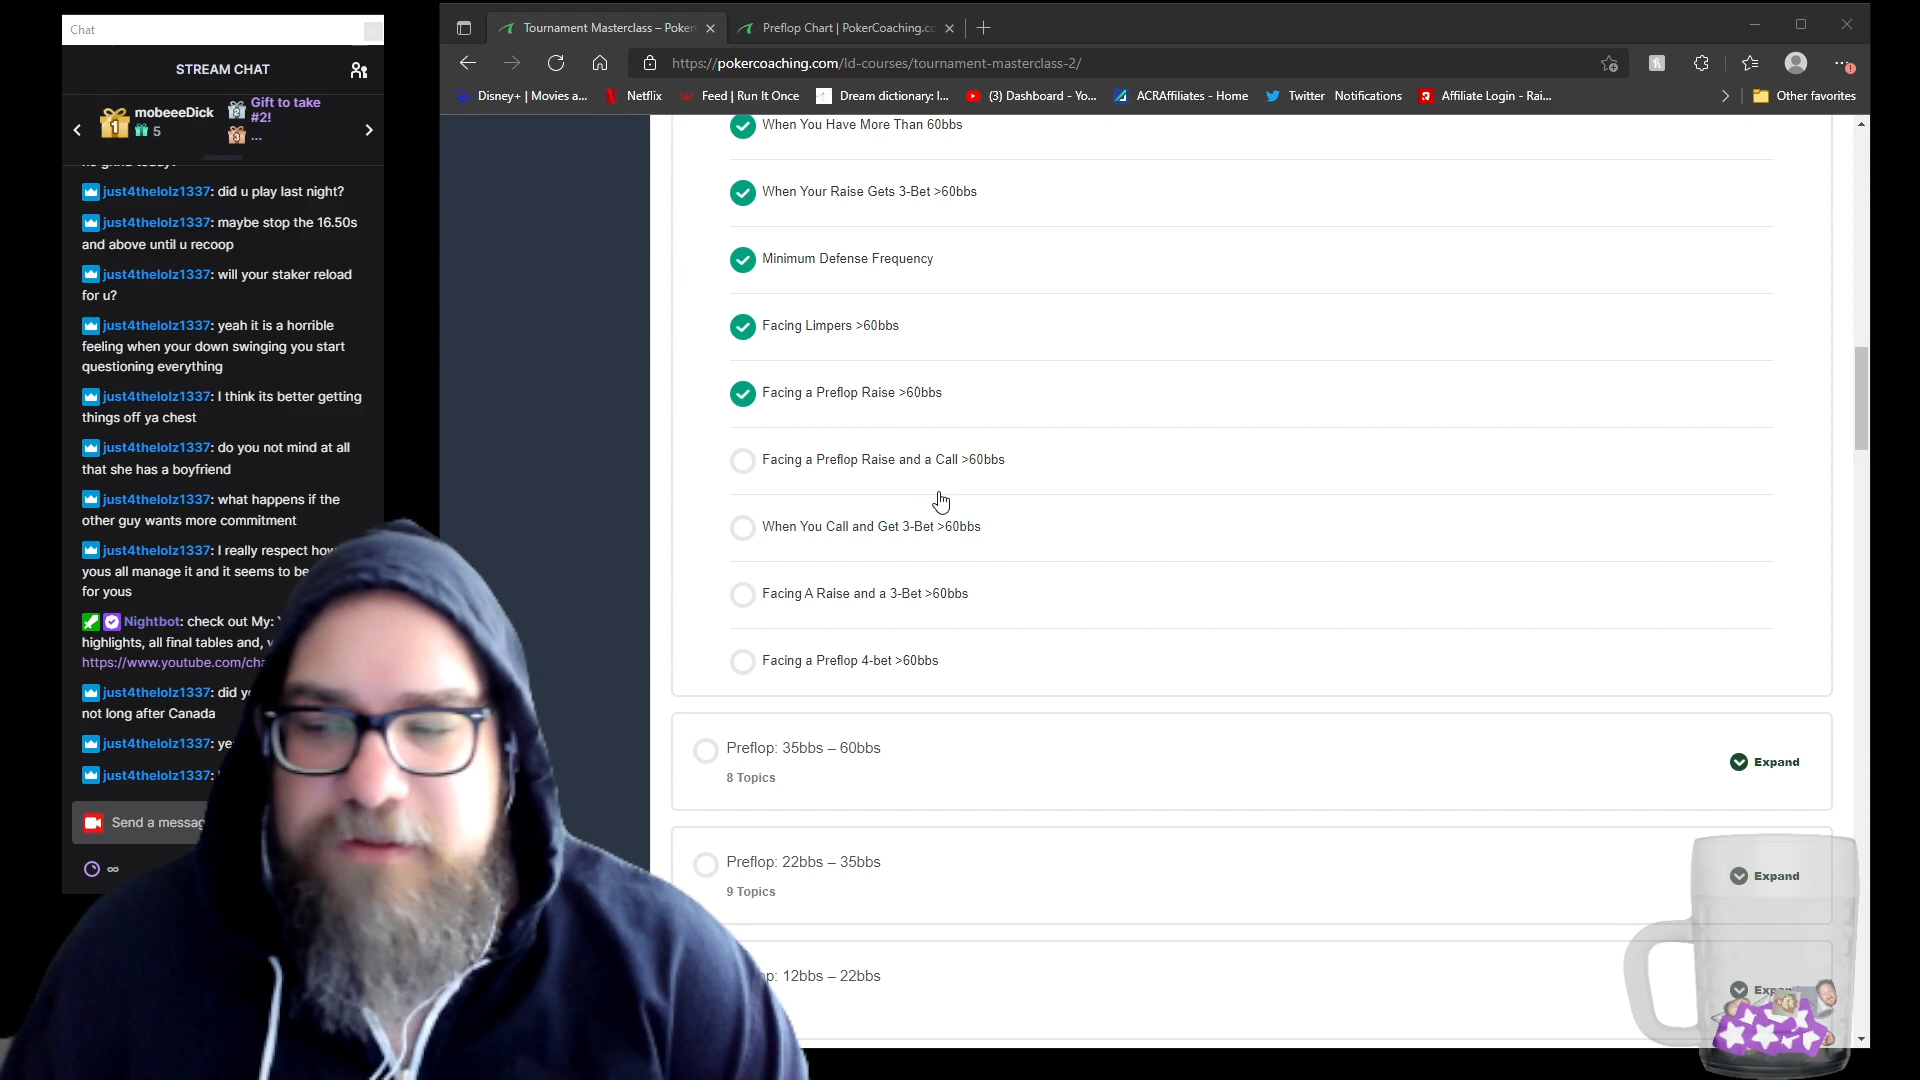 Chat
STREAM CHAT
1
mobeeeDick
5
2
Gift to take
#2!
3
...
just4thelolz1337: did u play last night?
just4thelolz1337: maybe stop the 16.50s
and above until u recoop
just4thelolz1337: will your staker reload
for u?
just4thelolz1337: yeah it is a horrible
feeling when your down swinging you start
questioning everything
just4thelolz1337: I think its better getting
things off ya chest
just4thelolz1337: do you not mind at all
that she has a boyfriend
just4thelolz1337: what happens if the
other guy wants more commitment
just4thelolz1337: I really respect how
yous all manage it and it seems to be
for yous
Nightbot: check out My:
highlights, all final tables and,
https://www.youtube.com/cha
just4thelolz1337: did
not long after Canada
just4thelolz1337:
just4thelolz1337:
Send a messag
∞
Tournament Masterclass – Poker
Preflop Chart | PokerCoaching.co
https://pokercoaching.com/ld-courses/tournament-masterclass-2/
Disney+ | Movies a...
Netflix
Feed | Run It Once
Dream dictionary: I...
(3) Dashboard - Yo...
ACRAffiliates - Home
Twitter
Notifications
Affiliate Login - Rai...
Other favorites
When You Have More Than 60bbs
When Your Raise Gets 3-Bet >60bbs
Minimum Defense Frequency
Facing Limpers >60bbs
Facing a Preflop Raise >60bbs
Facing a Preflop Raise and a Call >60bbs
When You Call and Get 3-Bet >60bbs
Facing A Raise and a 3-Bet >60bbs
Facing a Preflop 4-bet >60bbs
Preflop: 35bbs – 60bbs
8 Topics
Expand
Preflop: 22bbs – 35bbs
9 Topics
Expand
op: 12bbs – 22bbs
Expand